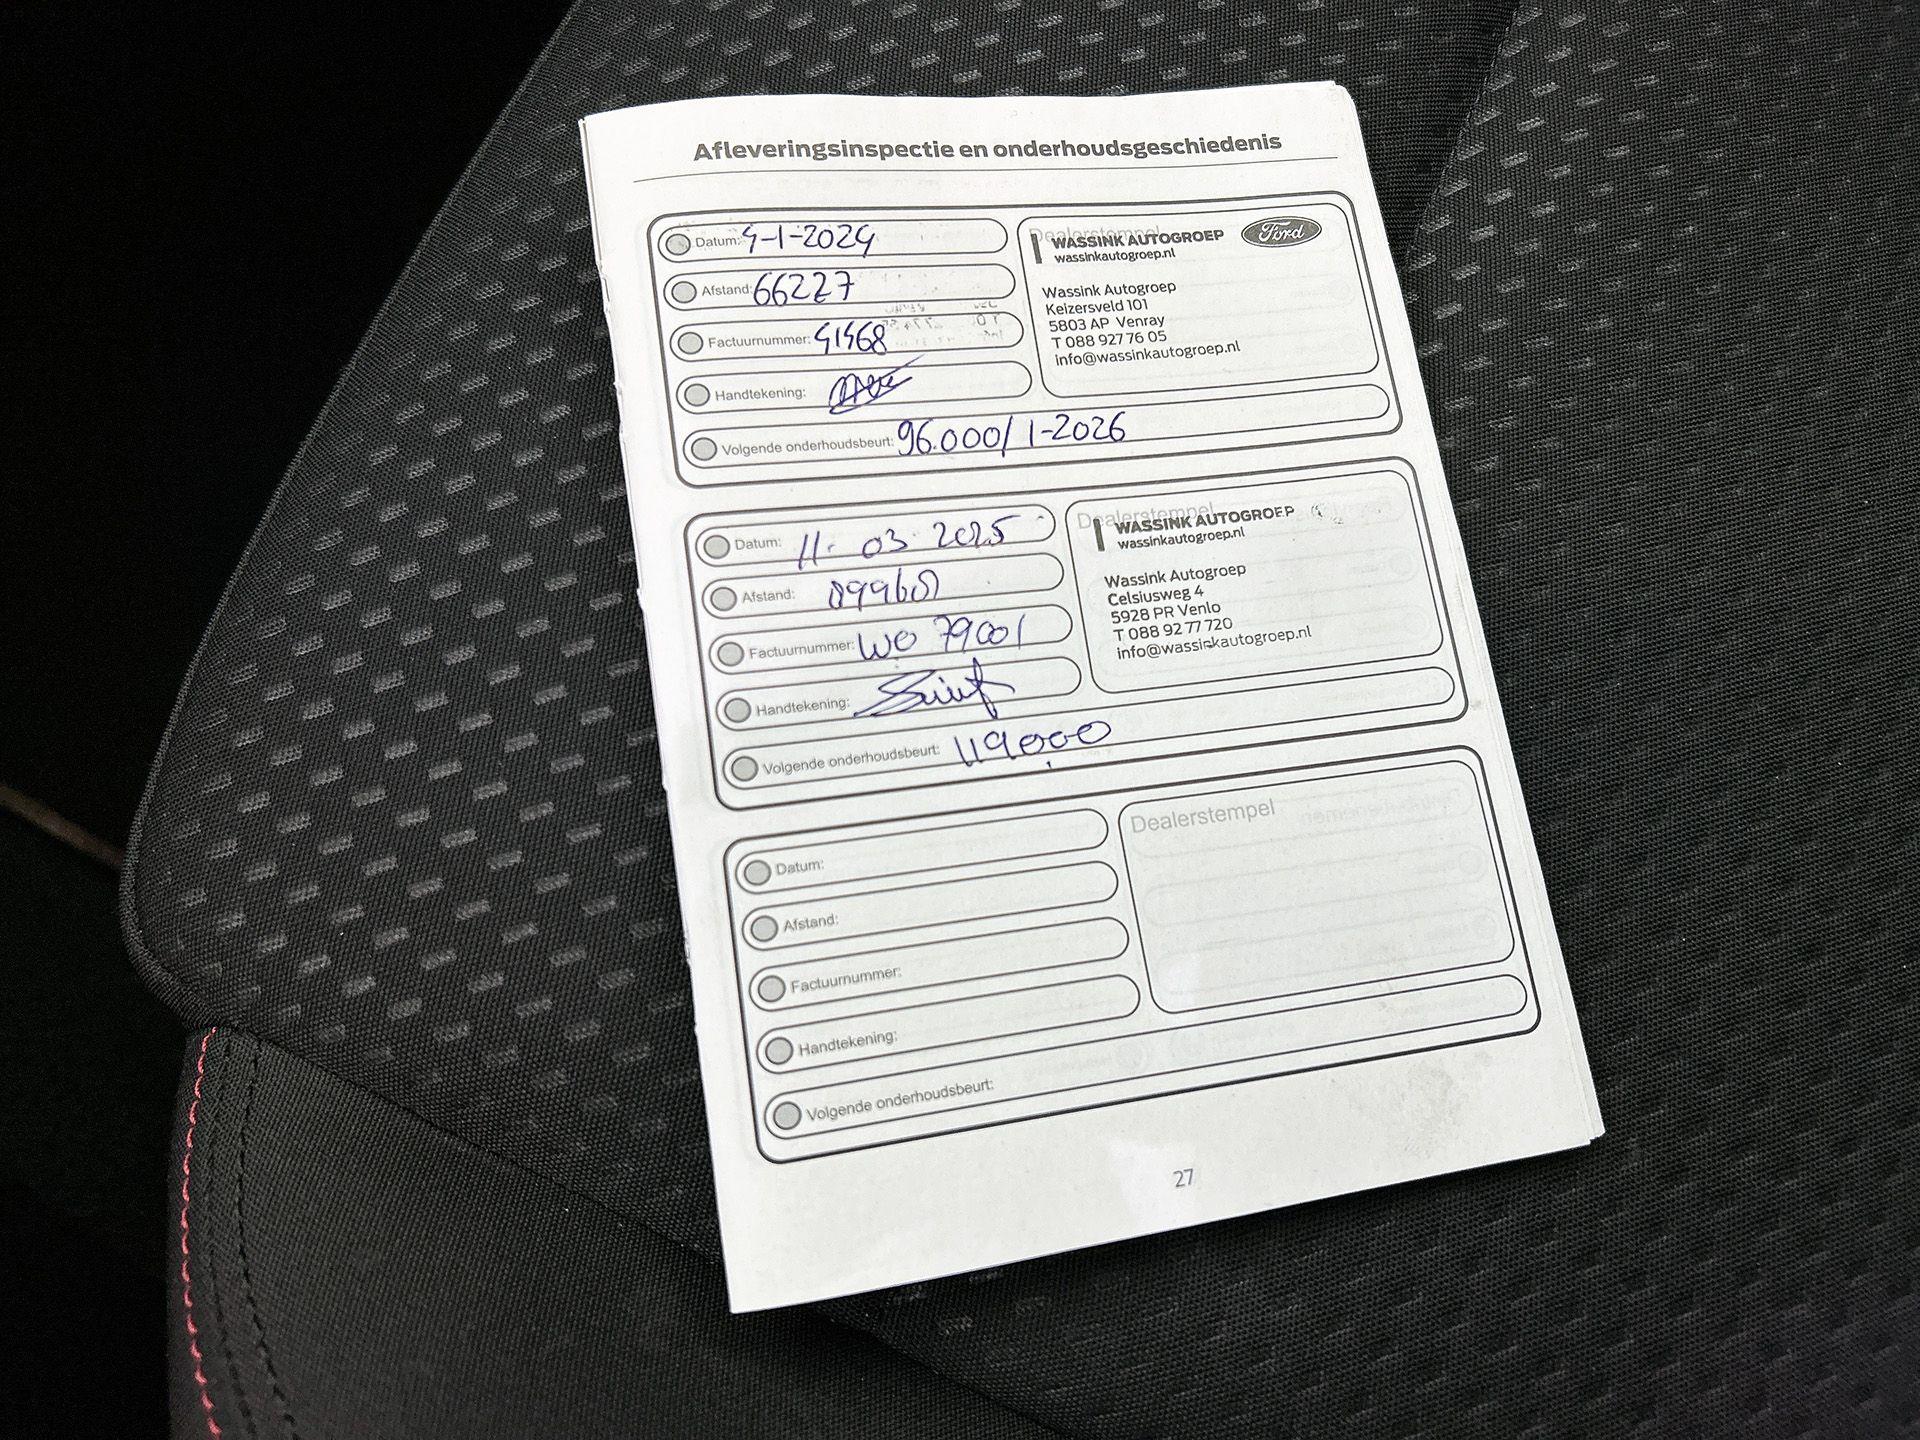 Afleveringsinspectie en onderhoudsgeschiedenis
Datum: 4-1-2024
Afstand: 66227
Factuurnummer: 41468
Handtekening:
Volgende onderhoudsbeurt: 96.000/ 1-2026
Dealerstempel
WASSINK AUTOGROEP
wassinkautogroep.nl
Ford
Wassink Autogroep
Keizersveld 101
5803 AP Venray
T 088 927 76 05
info@wassinkautogroep.nl
Datum: 11- 03 2025
Afstand:
Factuurnummer: WO 79001
Handtekening:
Volgende onderhoudsbeurt: 119000
Dealerstempel
WASSINK AUTOGROEP
wassinkautogroep.nl
Wassink Autogroep
Celsiusweg 4
5928 PR Venlo
T 088 92 77 720
info@wassinkautogroep.nl
Datum:
Afstand:
Factuurnummer:
Handtekening:
Volgende onderhoudsbeurt:
Dealerstempel
27